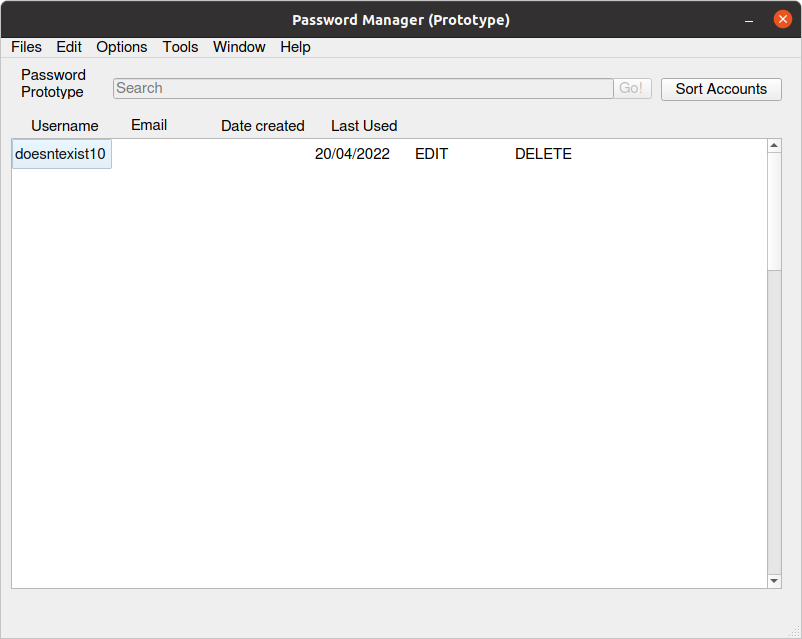 Password Manager (Prototype)
Files Edit Options Tools Window Help
Password
Prototype
Search
Go!
Sort Accounts
Username Email Date created Last Used
doesntexist10 20/04/2022 EDIT DELETE